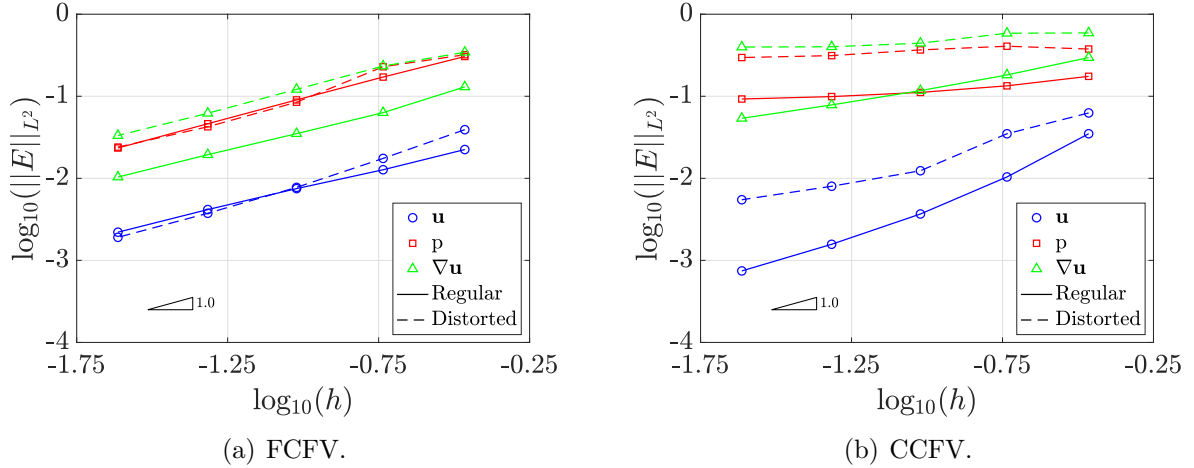 0
-1
-2
-3
-4
log₁₀(||E||_{L²})
u
p
∇u
Regular
Distorted
1.0
-1.75 -1.25 -0.75 -0.25
log₁₀(h)
(a) FCFV.
0
-1
-2
-3
-4
log₁₀(||E||_{L²})
u
p
∇u
Regular
Distorted
1.0
-1.75 -1.25 -0.75 -0.25
log₁₀(h)
(b) CCFV.